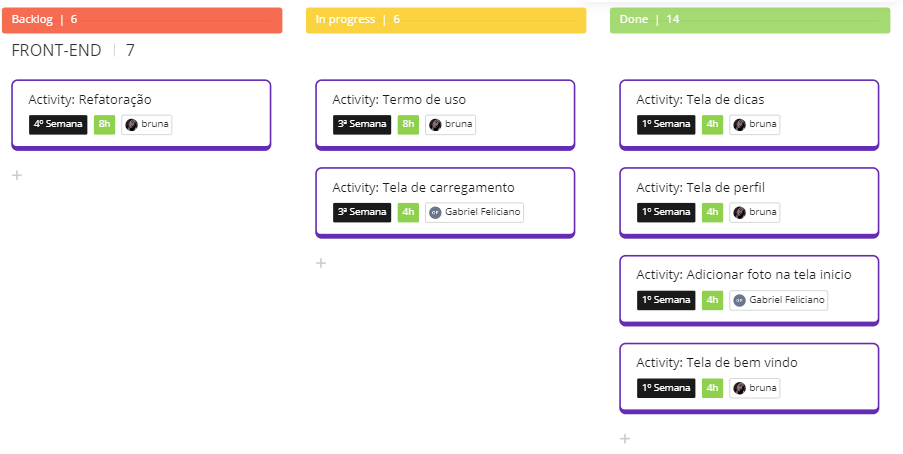 Backlog | 6
In progress | 6
Done | 14
FRONT-END | 7
Activity: Refatoração
4º Semana 8h bruna
Activity: Termo de uso
3ª Semana 8h bruna
Activity: Tela de carregamento
3ª Semana 4h GF Gabriel Feliciano
Activity: Tela de dicas
1º Semana 4h bruna
Activity: Tela de perfil
1º Semana 4h bruna
Activity: Adicionar foto na tela inicio
1º Semana 4h GF Gabriel Feliciano
Activity: Tela de bem vindo
1º Semana 4h bruna